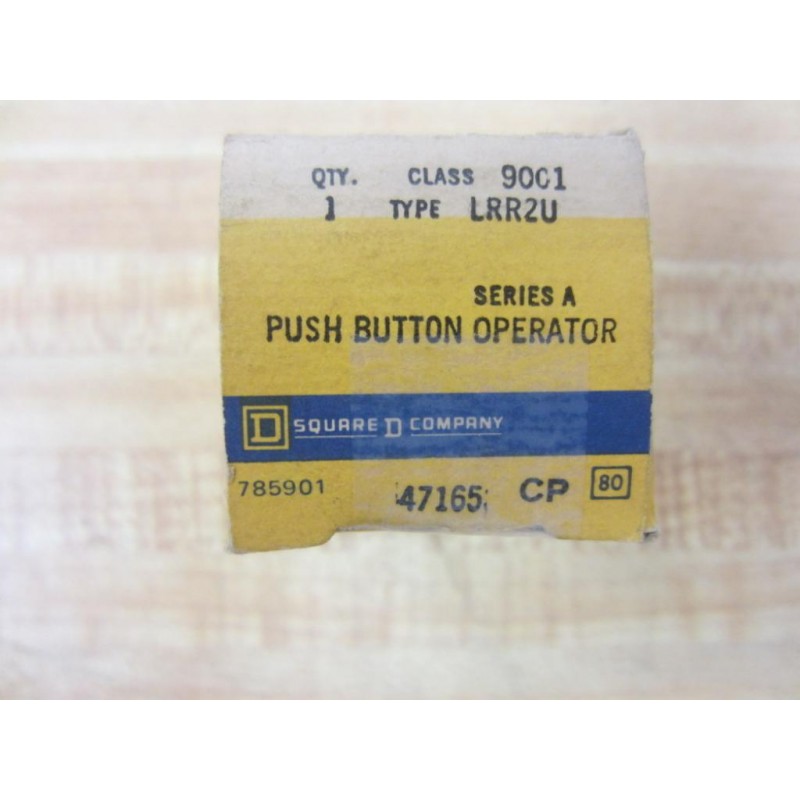 QTY. CLASS 9001
1 TYPE LRR2U
SERIES A
PUSH BUTTON OPERATOR
D SQUARE D COMPANY
785901 47165 CP 80